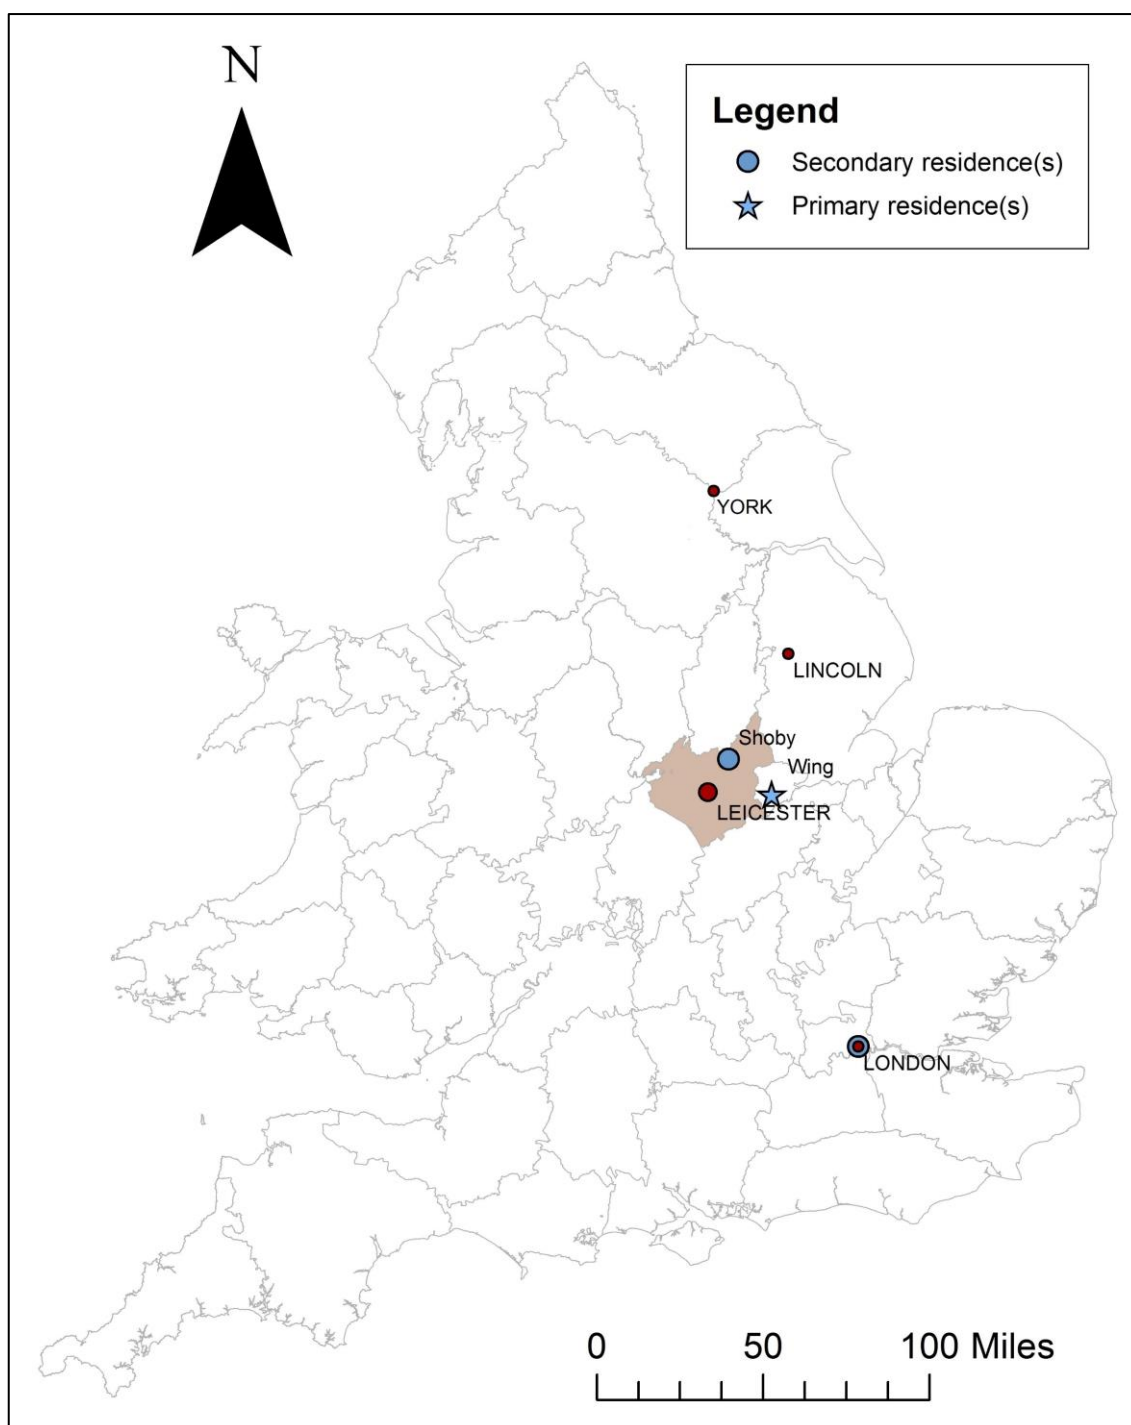 N
Legend
Secondary residence(s)
Primary residence(s)
YORK
LINCOLN
Shoby
Wing
LEICESTER
LONDON
0 50 100 Miles